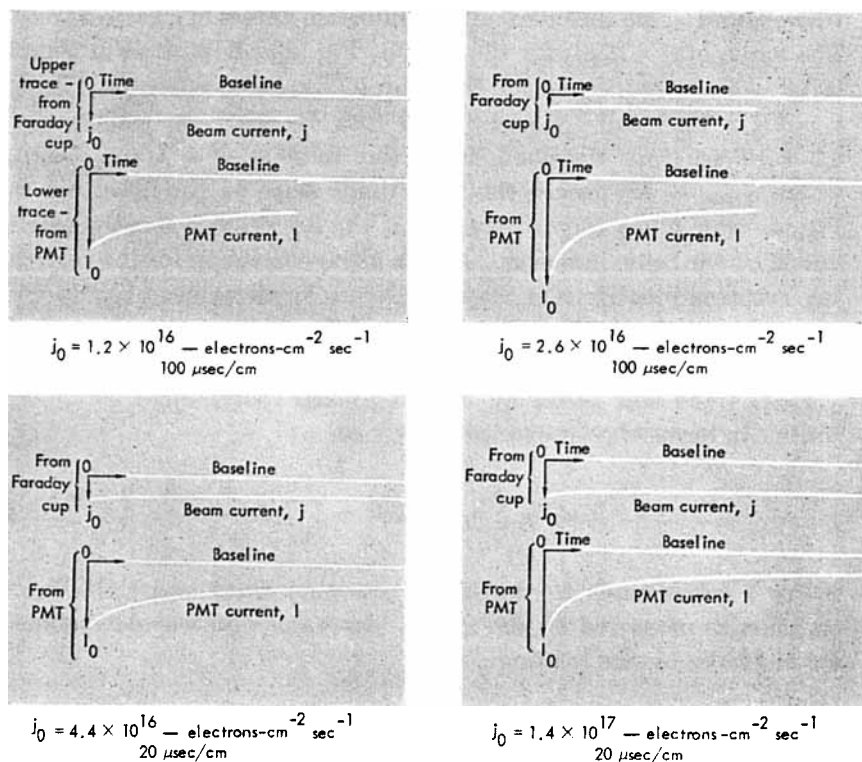 Upper
trace -
from
Faraday
cup
0 Time
Baseline
j0
Beam current, j
Lower
trace -
from
PMT
0 Time
Baseline
I0
PMT current, I
j0 = 1.2 × 10^16 — electrons-cm^-2 sec^-1
100 μsec/cm
From
Faraday
cup
0 Time
Baseline
j0
Beam current, j
From
PMT
0 Time
Baseline
I0
PMT current, I
j0 = 2.6 × 10^16 — electrons-cm^-2 sec^-1
100 μsec/cm
From
Faraday
cup
0
Baseline
j0
Beam current, j
From
PMT
0
Baseline
I0
PMT current, I
j0 = 4.4 × 10^16 — electrons-cm^-2 sec^-1
20 μsec/cm
From
Faraday
cup
0 Time
Baseline
j0
Beam current, j
From
PMT
0 Time
Baseline
I0
PMT current, I
j0 = 1.4 × 10^17 — electrons-cm^-2 sec^-1
20 μsec/cm